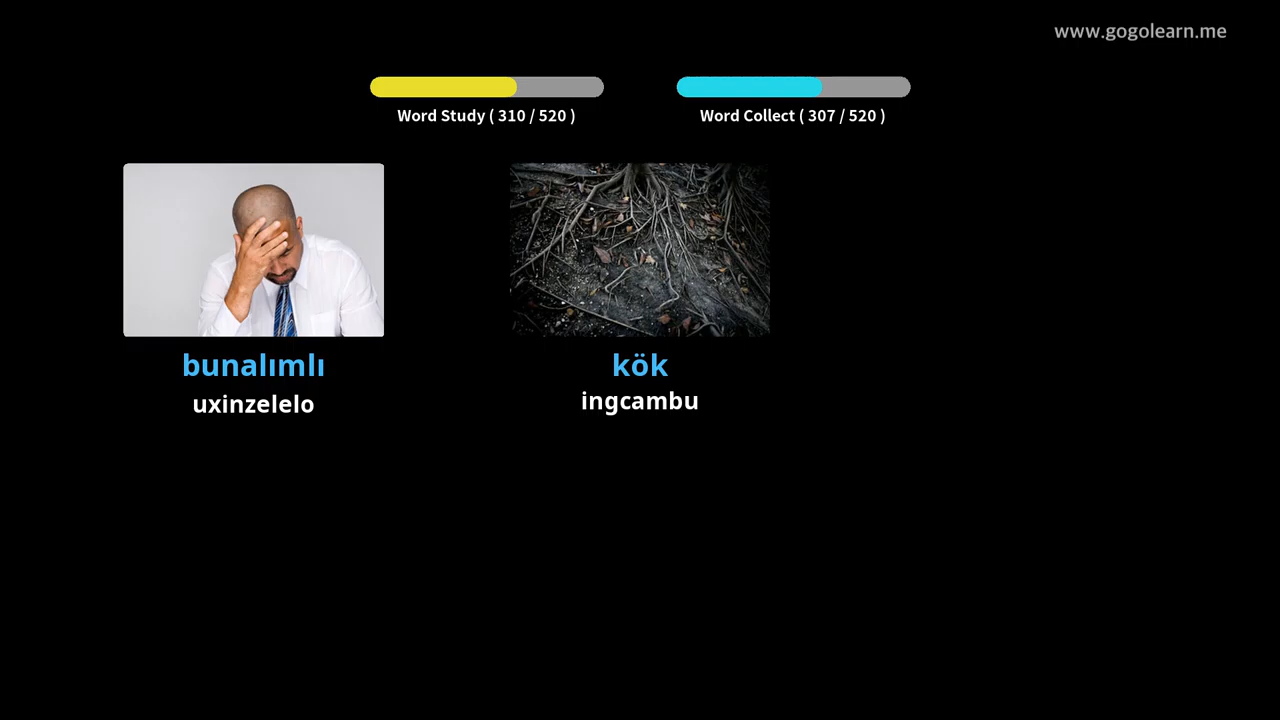 www.gogolearn.me
Word Study ( 310 / 520 )
Word Collect ( 307 / 520 )
bunalımlı
uxinzelelo
kök
ingcambu